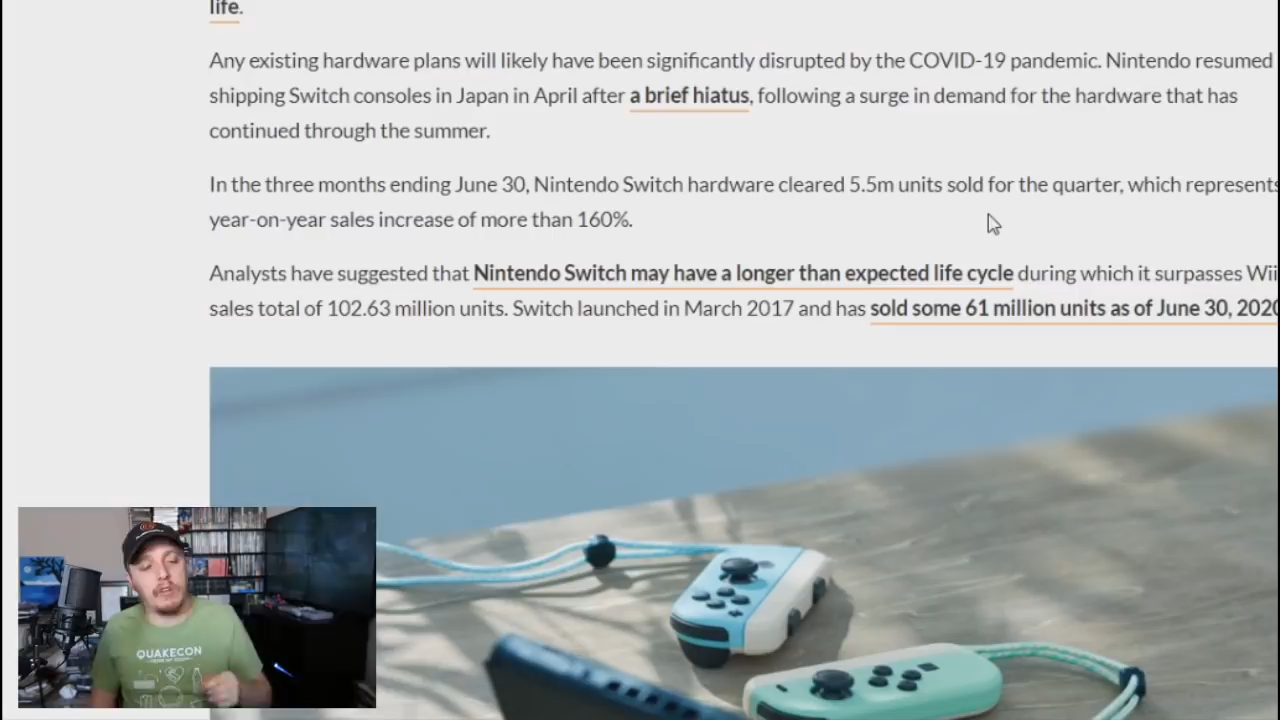 life.
Any existing hardware plans will likely have been significantly disrupted by the COVID-19 pandemic. Nintendo resumed
shipping Switch consoles in Japan in April after a brief hiatus, following a surge in demand for the hardware that has
continued through the summer.
In the three months ending June 30, Nintendo Switch hardware cleared 5.5m units sold for the quarter, which represents
year-on-year sales increase of more than 160%.
Analysts have suggested that Nintendo Switch may have a longer than expected life cycle during which it surpasses Wii
sales total of 102.63 million units. Switch launched in March 2017 and has sold some 61 million units as of June 30, 2020
QUAKECON